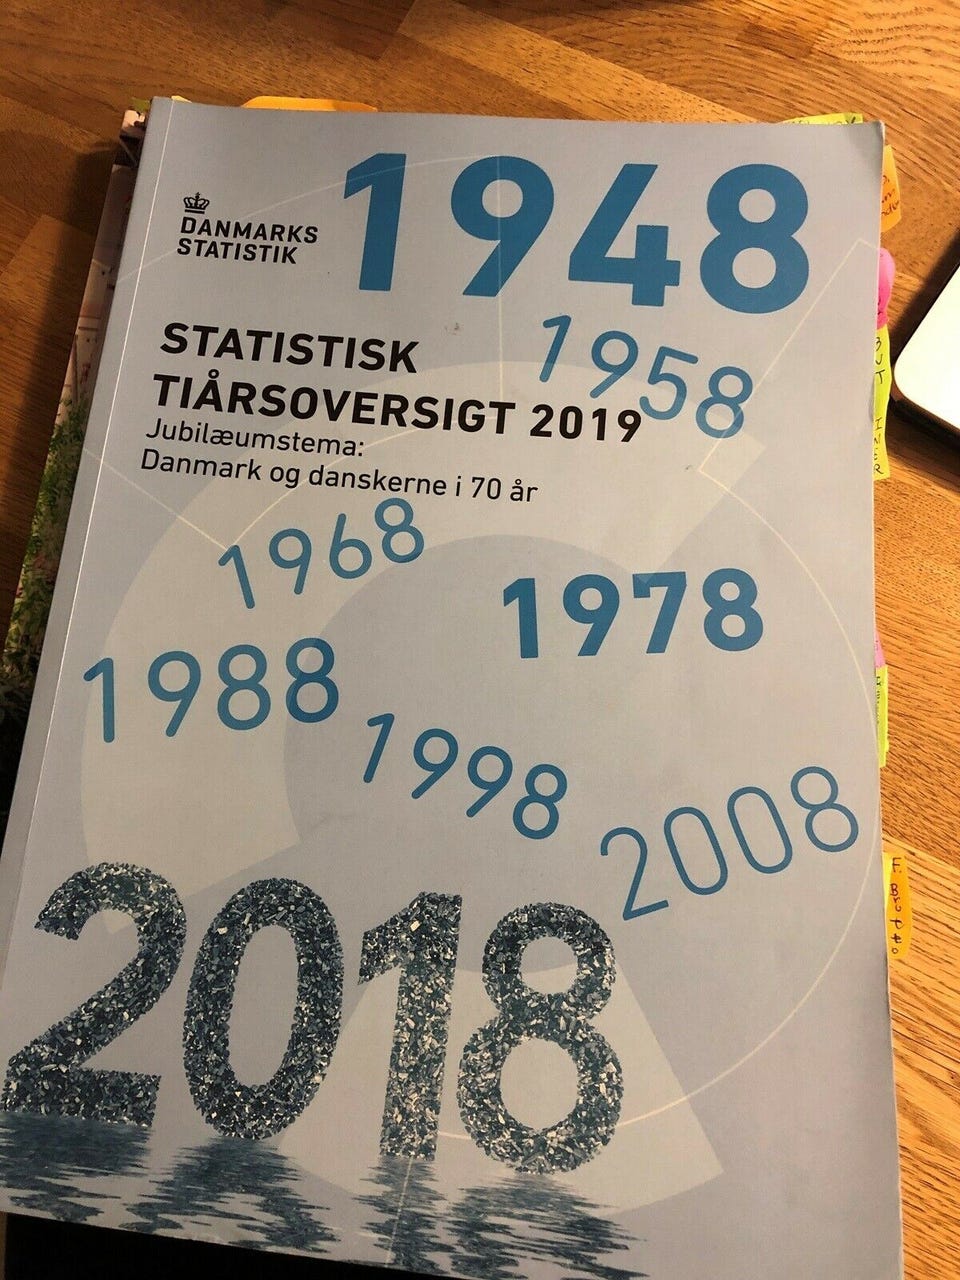 1948
DANMARKS
STATISTIK
1958
STATISTISK
TIÅRSOVERSIGT 2019
Jubilæumstema:
Danmark og danskerne i 70 år
1968
1978
1988
1998
2008
2018
F. Brutto